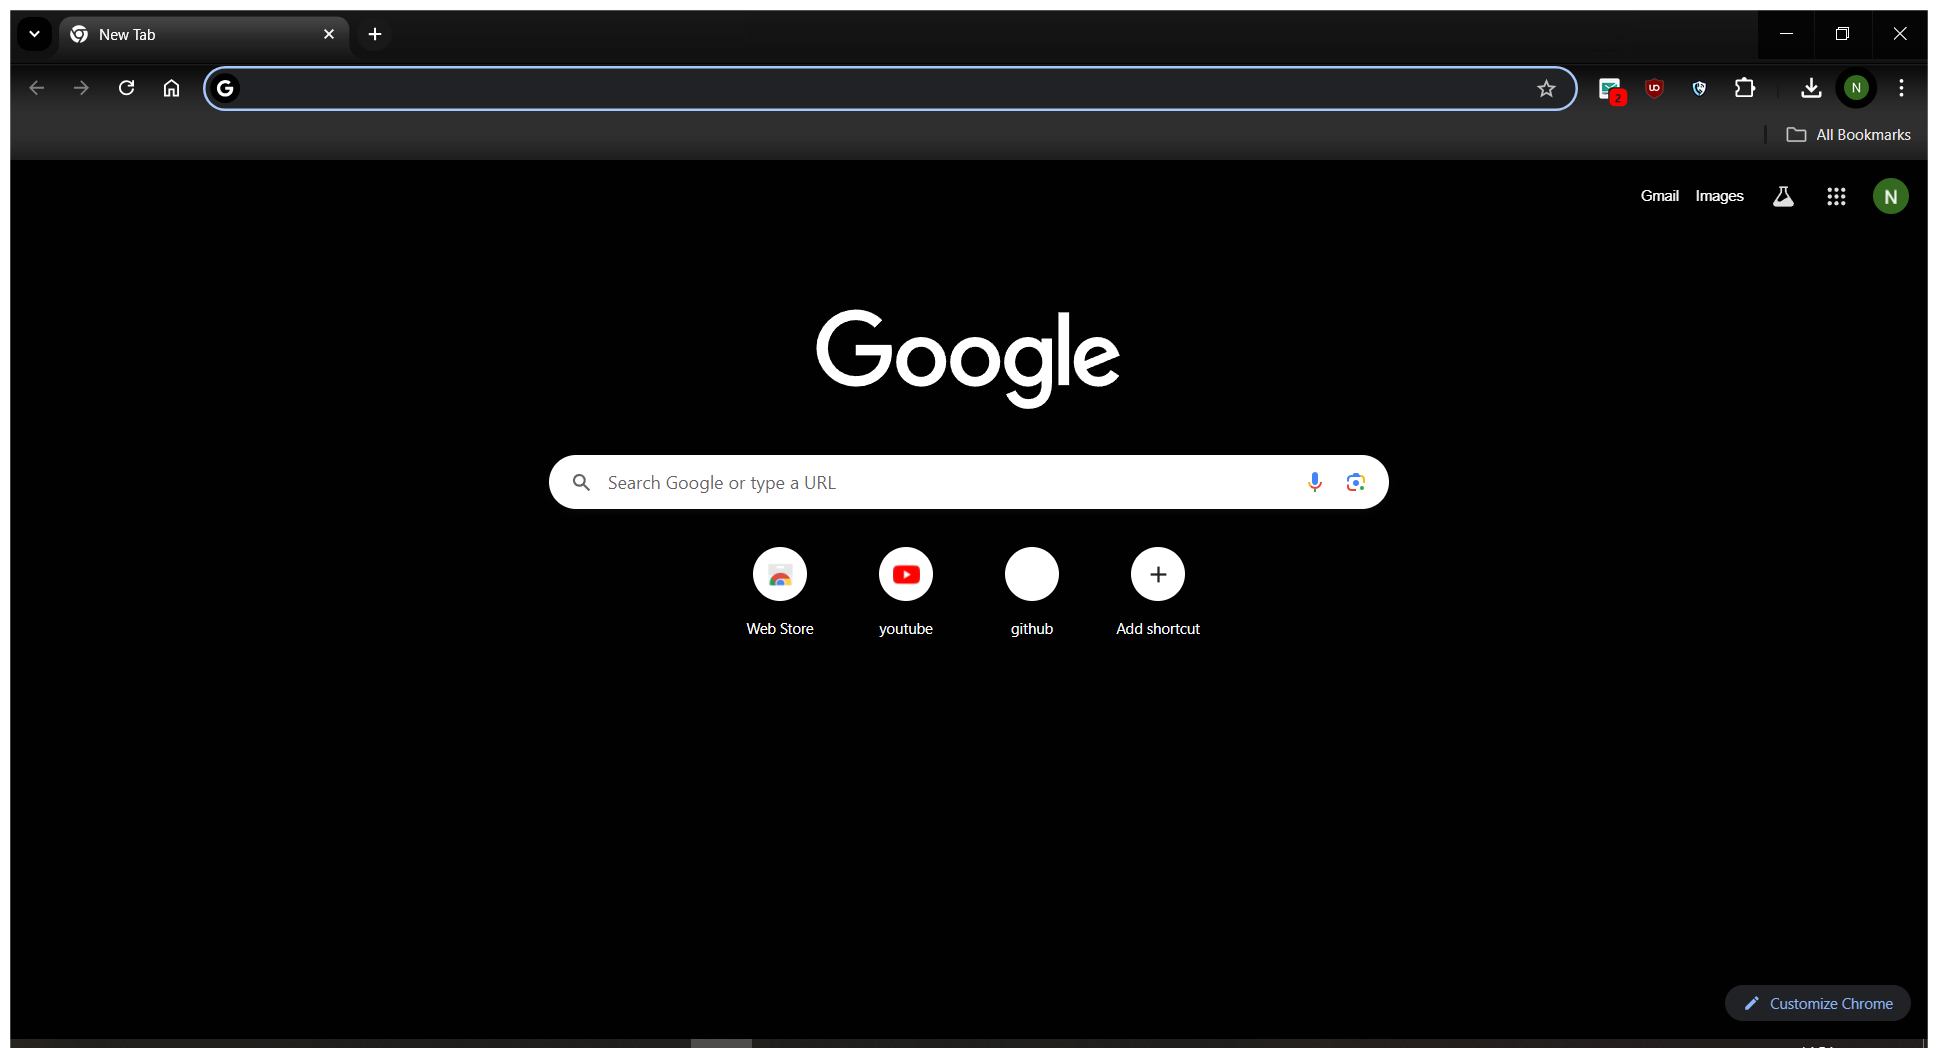 New Tab
G
2
N
All Bookmarks
Gmail Images
N
Google
Search Google or type a URL
Web Store youtube github Add shortcut
Customize Chrome